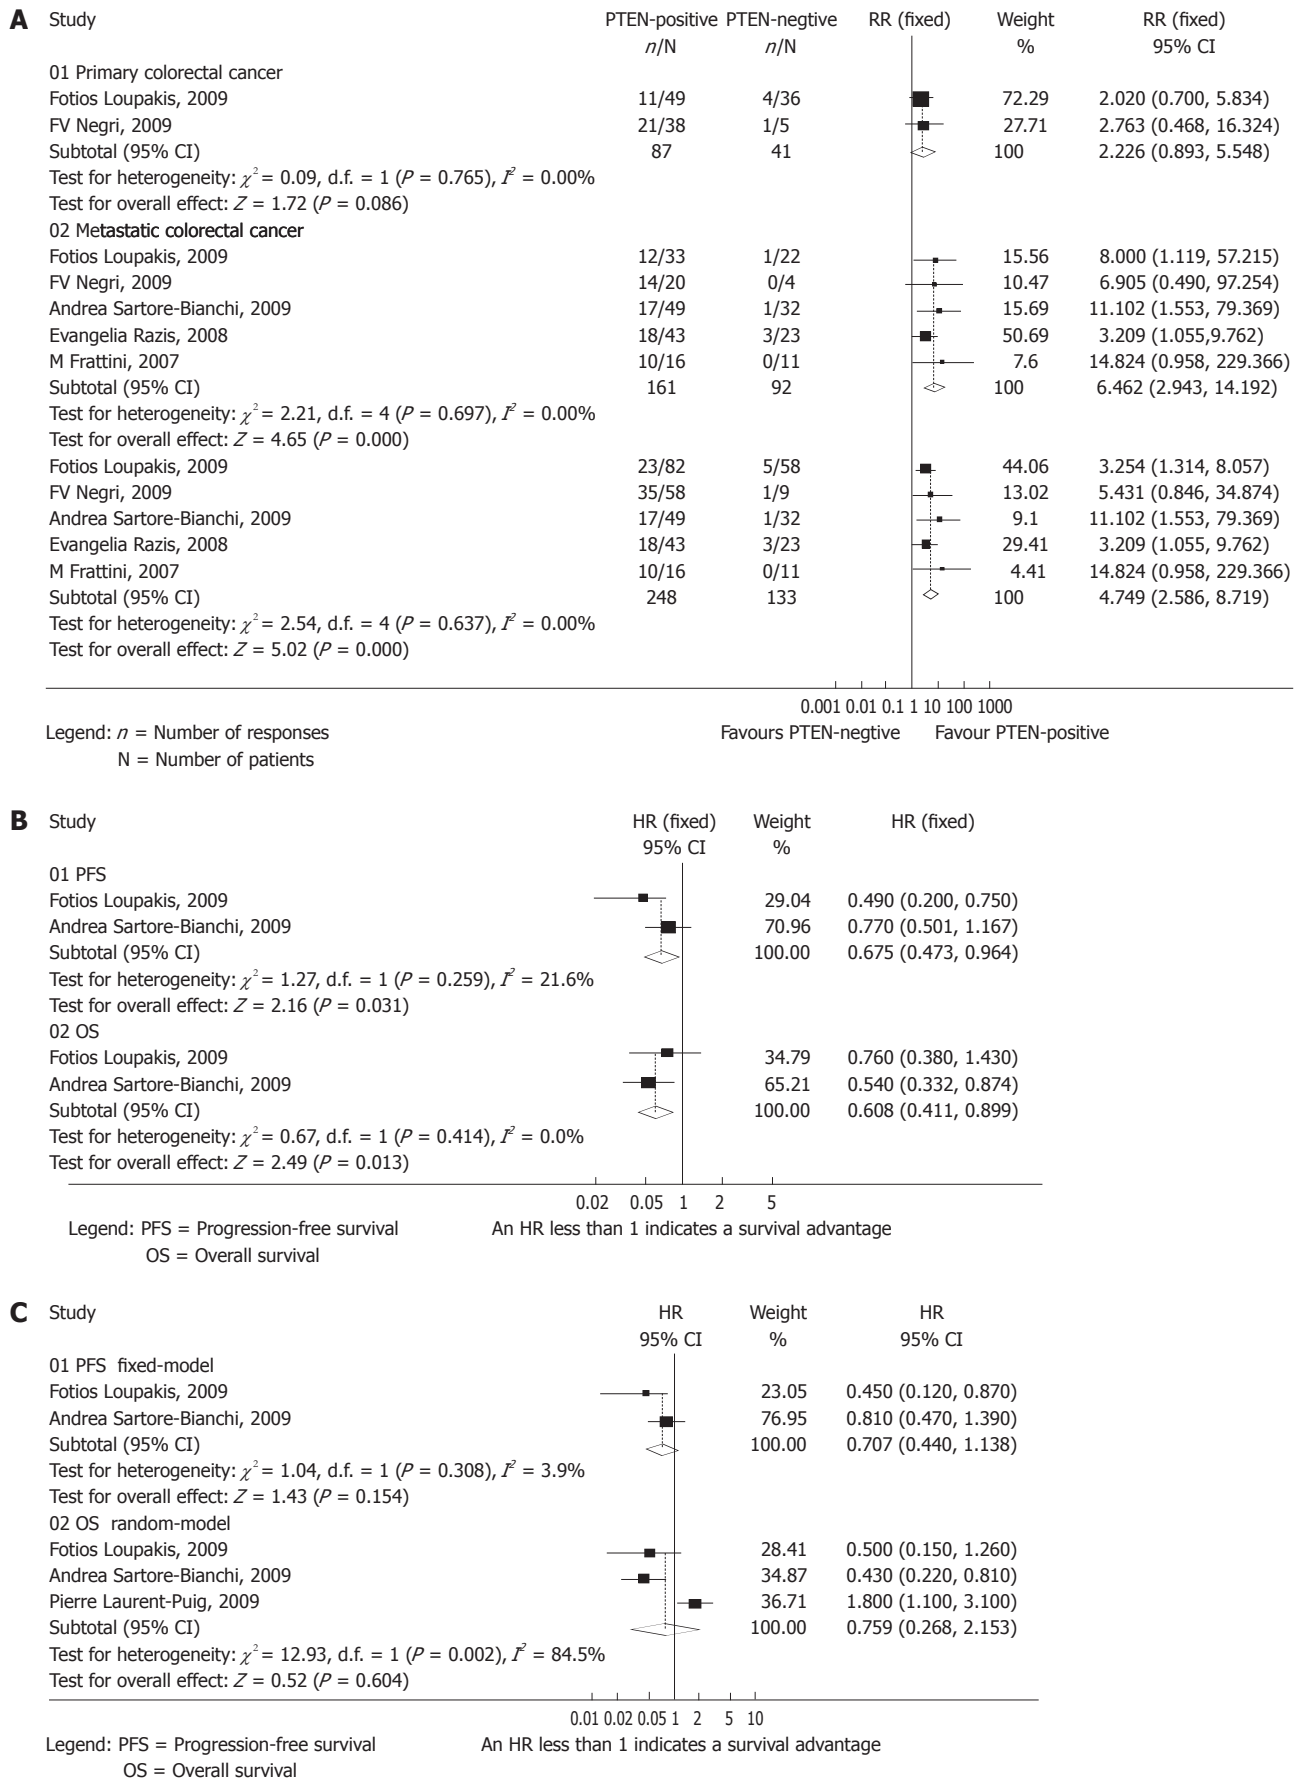 A Study PTEN-positive PTEN-negtive RR (fixed) Weight RR (fixed)
n/N n/N % 95% CI
01 Primary colorectal cancer
Fotios Loupakis, 2009 11/49 4/36 72.29 2.020 (0.700, 5.834)
FV Negri, 2009 21/38 1/5 27.71 2.763 (0.468, 16.324)
Subtotal (95% CI) 87 41 100 2.226 (0.893, 5.548)
Test for heterogeneity: χ² = 0.09, d.f. = 1 (P = 0.765), I² = 0.00%
Test for overall effect: Z = 1.72 (P = 0.086)
02 Metastatic colorectal cancer
Fotios Loupakis, 2009 12/33 1/22 15.56 8.000 (1.119, 57.215)
FV Negri, 2009 14/20 0/4 10.47 6.905 (0.490, 97.254)
Andrea Sartore-Bianchi, 2009 17/49 1/32 15.69 11.102 (1.553, 79.369)
Evangelia Razis, 2008 18/43 3/23 50.69 3.209 (1.055,9.762)
M Frattini, 2007 10/16 0/11 7.6 14.824 (0.958, 229.366)
Subtotal (95% CI) 161 92 100 6.462 (2.943, 14.192)
Test for heterogeneity: χ² = 2.21, d.f. = 4 (P = 0.697), I² = 0.00%
Test for overall effect: Z = 4.65 (P = 0.000)
Fotios Loupakis, 2009 23/82 5/58 44.06 3.254 (1.314, 8.057)
FV Negri, 2009 35/58 1/9 13.02 5.431 (0.846, 34.874)
Andrea Sartore-Bianchi, 2009 17/49 1/32 9.1 11.102 (1.553, 79.369)
Evangelia Razis, 2008 18/43 3/23 29.41 3.209 (1.055, 9.762)
M Frattini, 2007 10/16 0/11 4.41 14.824 (0.958, 229.366)
Subtotal (95% CI) 248 133 100 4.749 (2.586, 8.719)
Test for heterogeneity: χ² = 2.54, d.f. = 4 (P = 0.637), I² = 0.00%
Test for overall effect: Z = 5.02 (P = 0.000)
0.001 0.01 0.1 1 10 100 1000
Legend: n = Number of responses Favours PTEN-negtive Favour PTEN-positive
N = Number of patients
B Study HR (fixed) Weight HR (fixed)
95% CI %
01 PFS
Fotios Loupakis, 2009 29.04 0.490 (0.200, 0.750)
Andrea Sartore-Bianchi, 2009 70.96 0.770 (0.501, 1.167)
Subtotal (95% CI) 100.00 0.675 (0.473, 0.964)
Test for heterogeneity: χ² = 1.27, d.f. = 1 (P = 0.259), I² = 21.6%
Test for overall effect: Z = 2.16 (P = 0.031)
02 OS
Fotios Loupakis, 2009 34.79 0.760 (0.380, 1.430)
Andrea Sartore-Bianchi, 2009 65.21 0.540 (0.332, 0.874)
Subtotal (95% CI) 100.00 0.608 (0.411, 0.899)
Test for heterogeneity: χ² = 0.67, d.f. = 1 (P = 0.414), I² = 0.0%
Test for overall effect: Z = 2.49 (P = 0.013)
0.02 0.05 1 2 5
Legend: PFS = Progression-free survival An HR less than 1 indicates a survival advantage
OS = Overall survival
C Study HR Weight HR
95% CI % 95% CI
01 PFS fixed-model
Fotios Loupakis, 2009 23.05 0.450 (0.120, 0.870)
Andrea Sartore-Bianchi, 2009 76.95 0.810 (0.470, 1.390)
Subtotal (95% CI) 100.00 0.707 (0.440, 1.138)
Test for heterogeneity: χ² = 1.04, d.f. = 1 (P = 0.308), I² = 3.9%
Test for overall effect: Z = 1.43 (P = 0.154)
02 OS random-model
Fotios Loupakis, 2009 28.41 0.500 (0.150, 1.260)
Andrea Sartore-Bianchi, 2009 34.87 0.430 (0.220, 0.810)
Pierre Laurent-Puig, 2009 36.71 1.800 (1.100, 3.100)
Subtotal (95% CI) 100.00 0.759 (0.268, 2.153)
Test for heterogeneity: χ² = 12.93, d.f. = 1 (P = 0.002), I² = 84.5%
Test for overall effect: Z = 0.52 (P = 0.604)
0.01 0.02 0.05 1 2 5 10
Legend: PFS = Progression-free survival An HR less than 1 indicates a survival advantage
OS = Overall survival